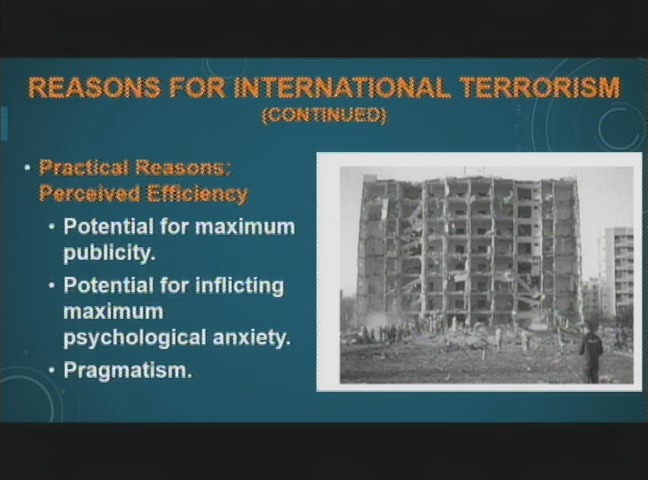 REASONS FOR INTERNATIONAL TERRORISM
(CONTINUED)
• Practical Reasons:
Perceived Efficiency
• Potential for maximum
publicity.
• Potential for inflicting
maximum
psychological anxiety.
• Pragmatism.